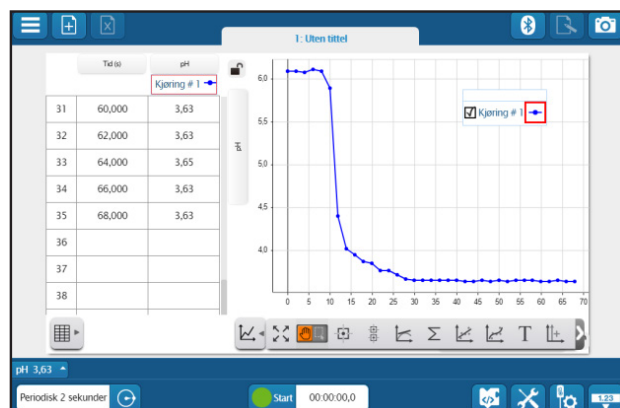 1: Uten tittel
Tid (s)
pH
Kjøring # 1
31 60,000 3,63
32 62,000 3,63
33 64,000 3,65
34 66,000 3,63
35 68,000 3,63
36
37
38
pH
6,0
5,5
5,0
4,5
4,0
Kjøring # 1
0 5 10 15 20 25 30 35 40 45 50 55 60 65 70
Σ
T
pH 3,63
Periodisk 2 sekunder
Start
00:00:00,0
1.23